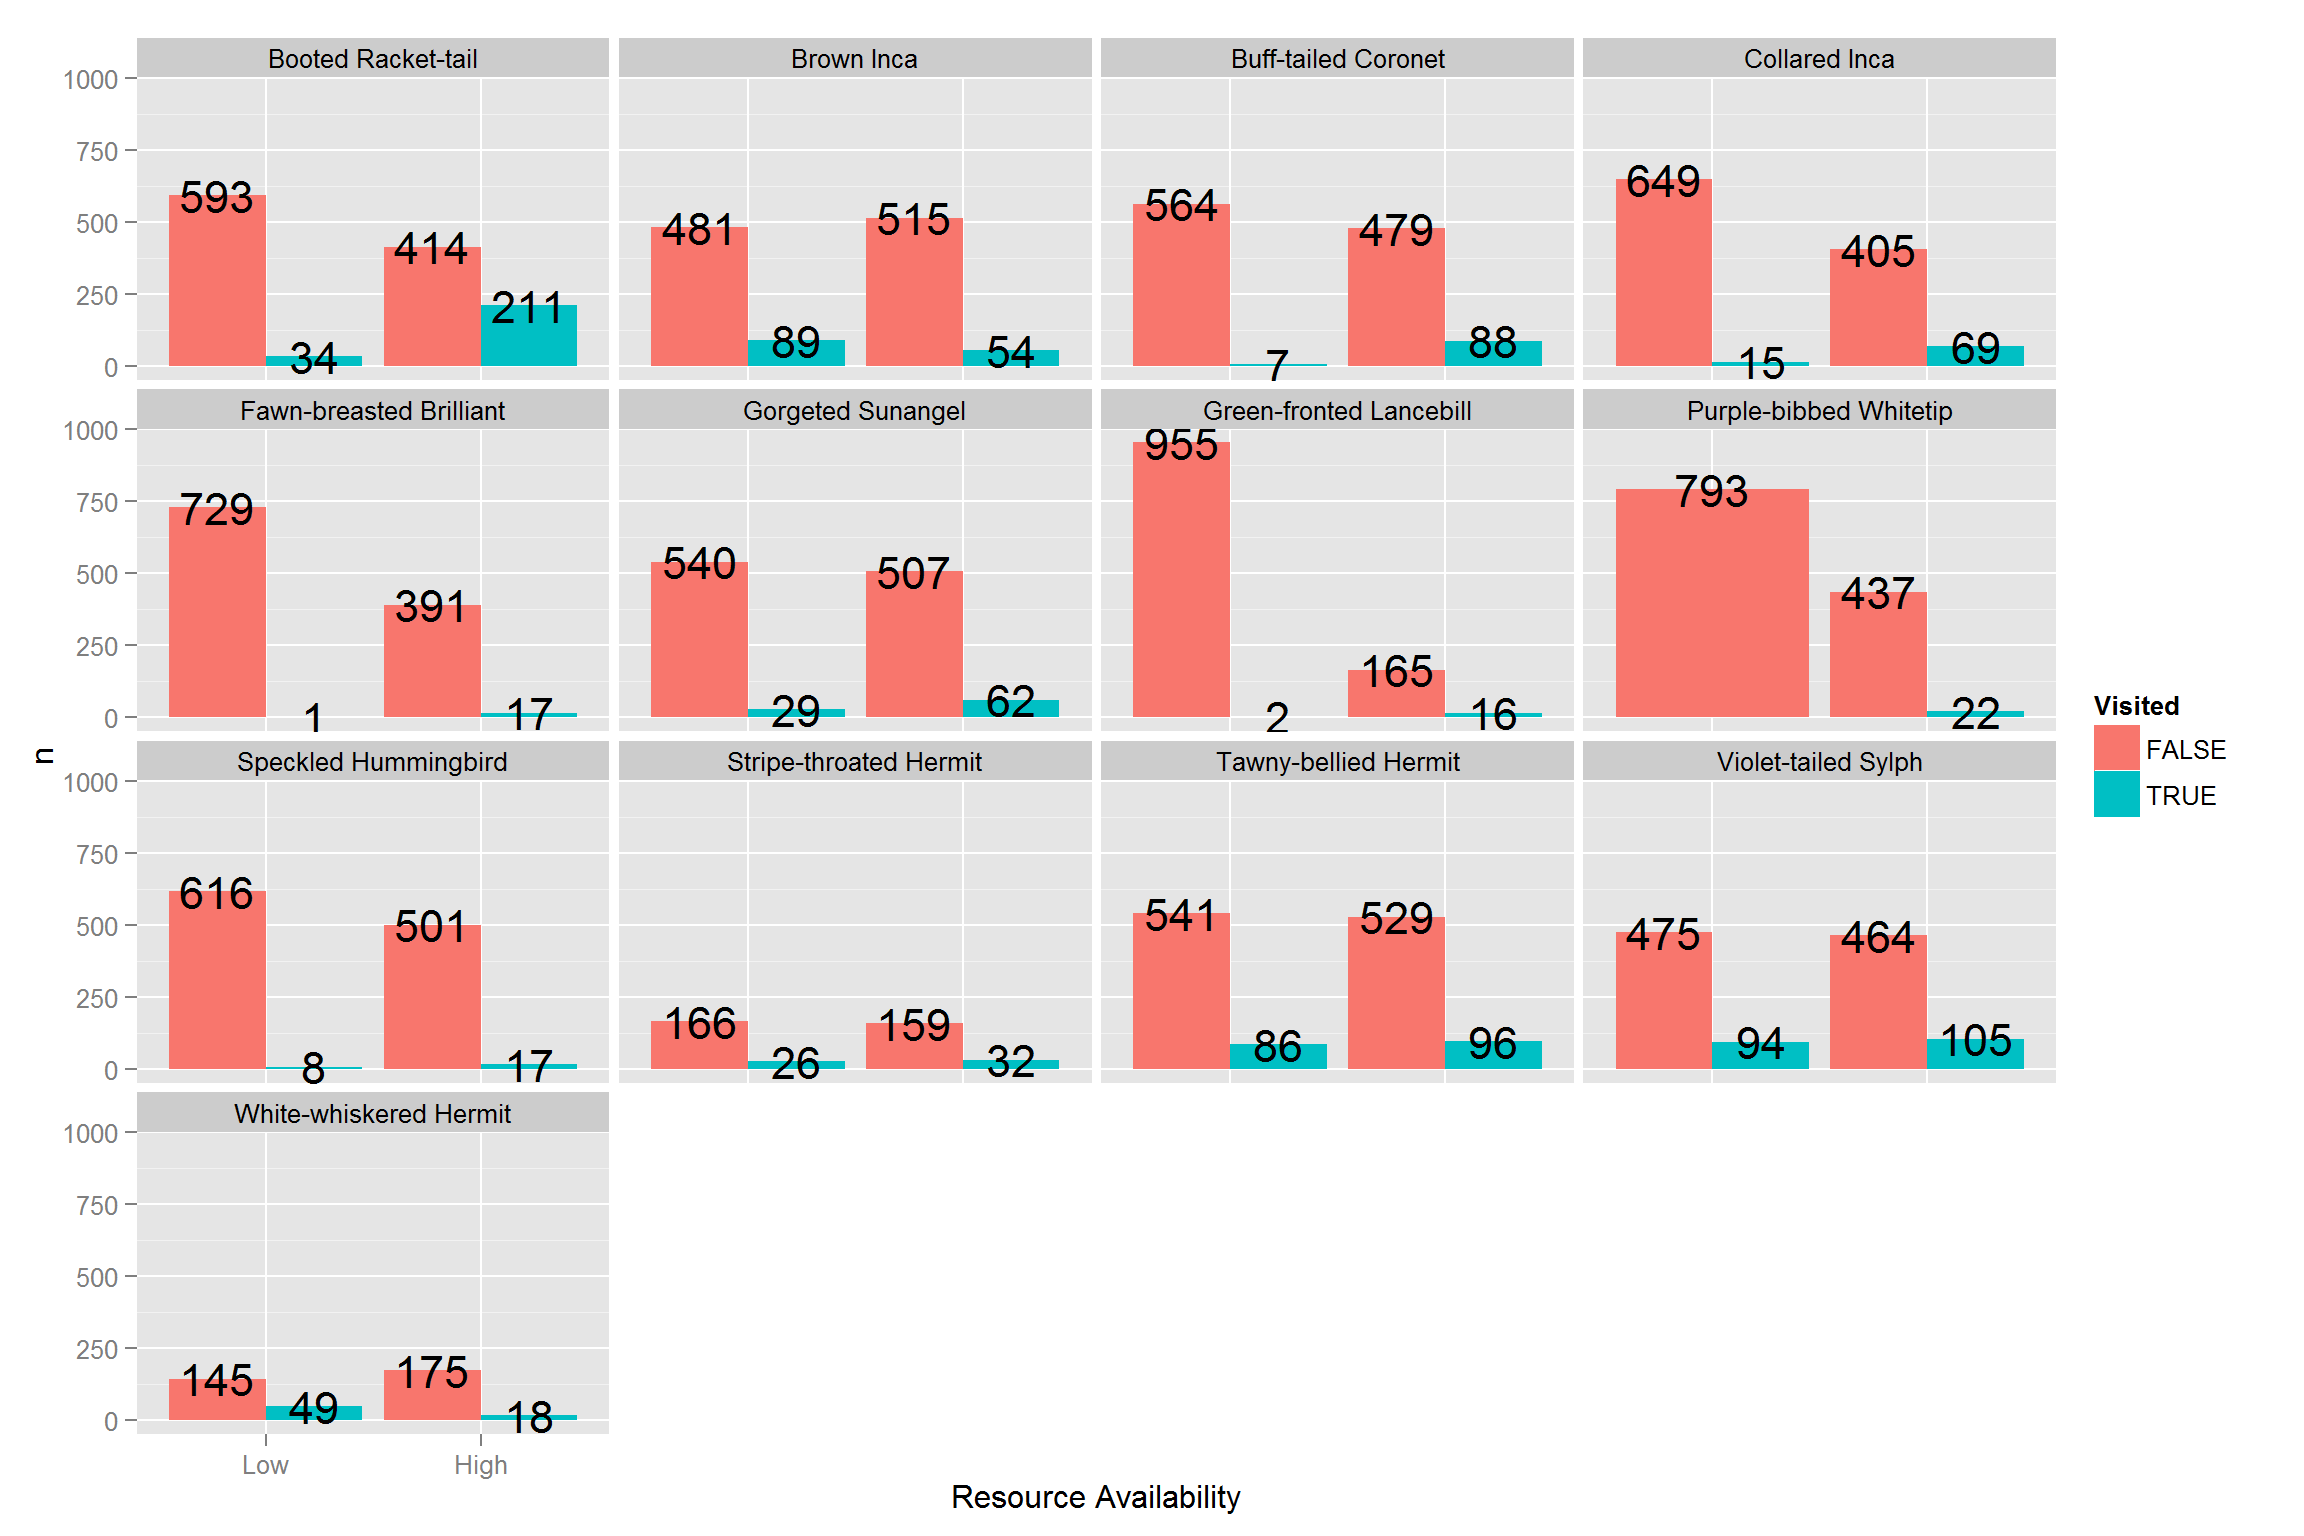 Booted Racket-tail Brown Inca Buff-tailed Coronet Collared Inca
1000
750
500
250
0
593 34 414 211
481 89 515 54
564 7 479 88
649 15 405 69
Fawn-breasted Brilliant Gorgeted Sunangel Green-fronted Lancebill Purple-bibbed Whitetip
1000
750
500
250
0
729 1 391 17
540 29 507 62
955 2 165 16
793 437 22
Speckled Hummingbird Stripe-throated Hermit Tawny-bellied Hermit Violet-tailed Sylph
1000
750
500
250
0
616 8 501 17
166 26 159 32
541 86 529 96
475 94 464 105
White-whiskered Hermit
1000
750
500
250
0
145 49 175 18
Low High
Resource Availability
n
Visited
FALSE
TRUE